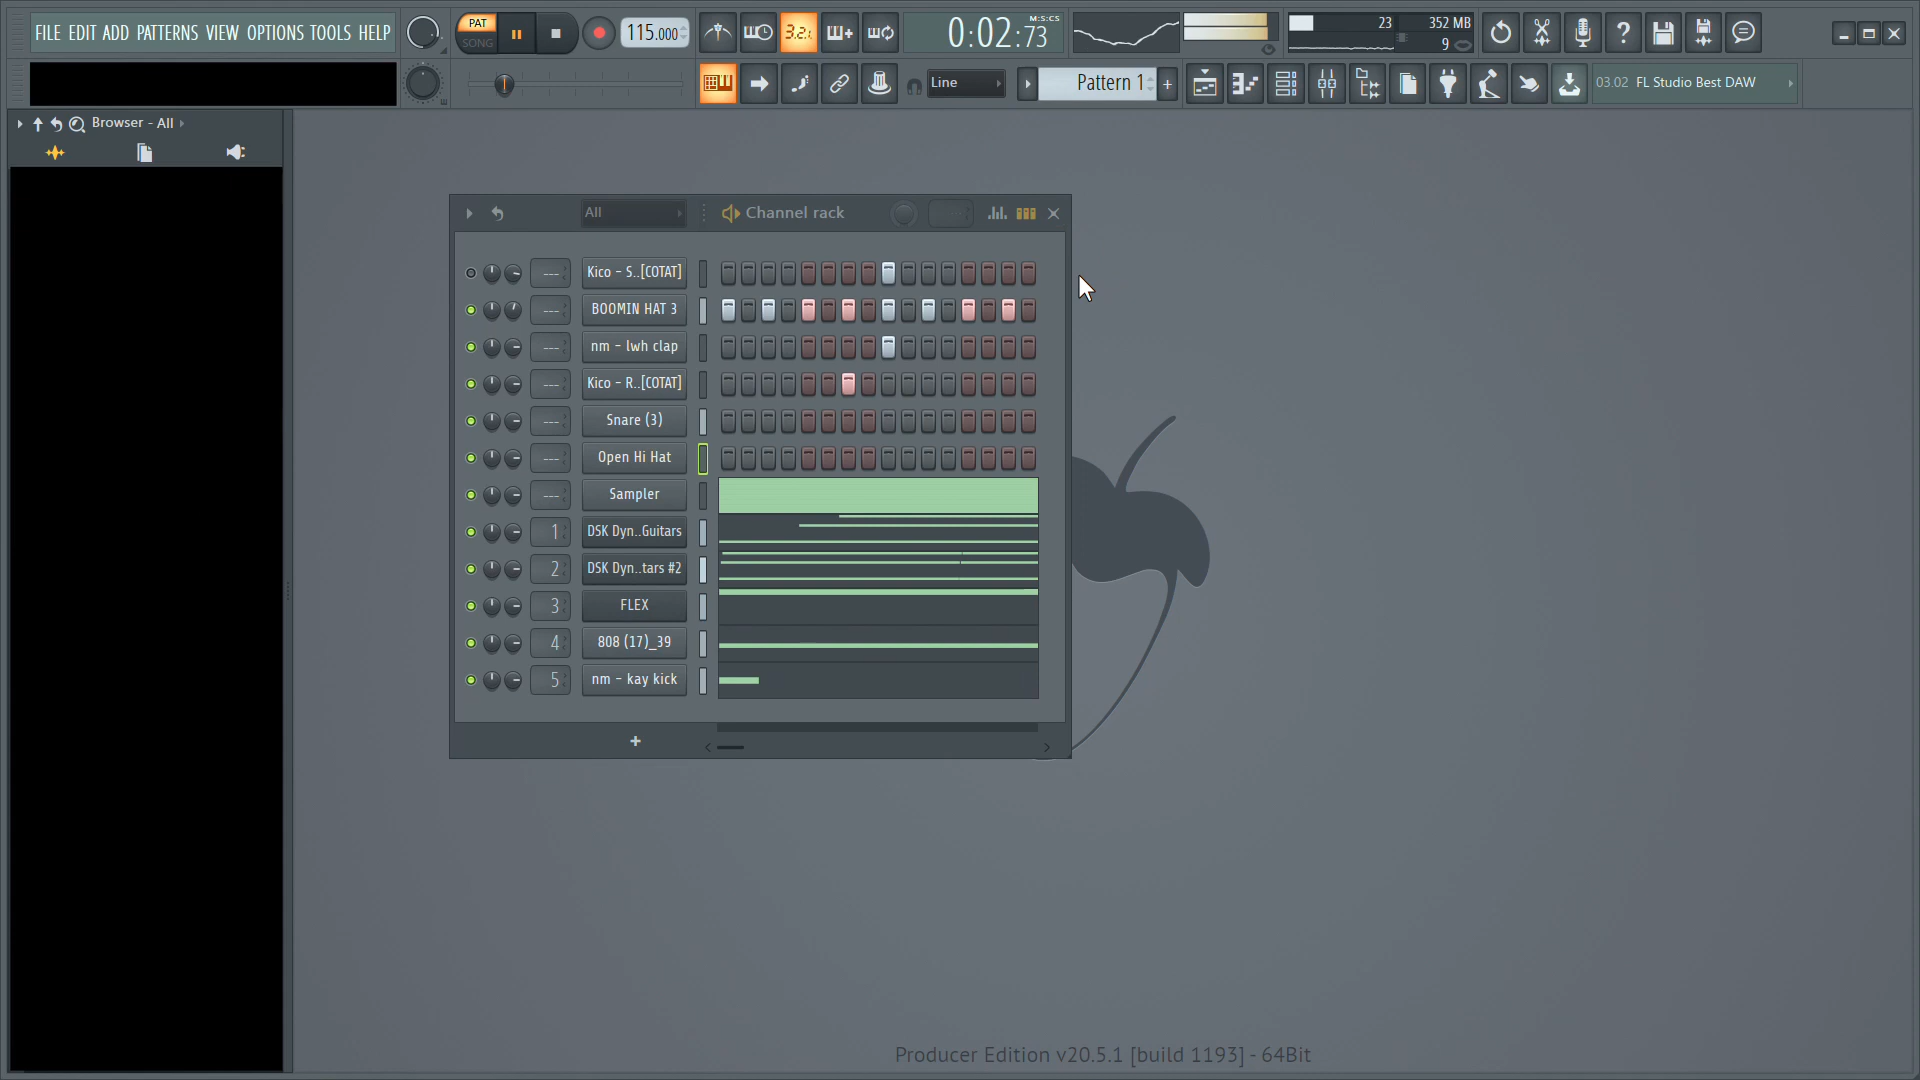 FILE EDIT ADD PATTERNS VIEW OPTIONS TOOLS HELP
PAT
SONG
115.000
3.2.1
M:S:CS
0:02:73
23
352 MB
9
Line
Pattern 1
+
03.02 FL Studio Best DAW
Browser - All
All
Channel rack
--- Kico - S..[COTAT]
--- BOOMIN HAT 3
--- nm - lwh clap
--- Kico - R..[COTAT]
--- Snare (3)
--- Open Hi Hat
--- Sampler
1 DSK Dyn..Guitars
2 DSK Dyn..tars #2
3 FLEX
4 808 (17)_39
5 nm - kay kick
+
Producer Edition v20.5.1 [build 1193] - 64Bit